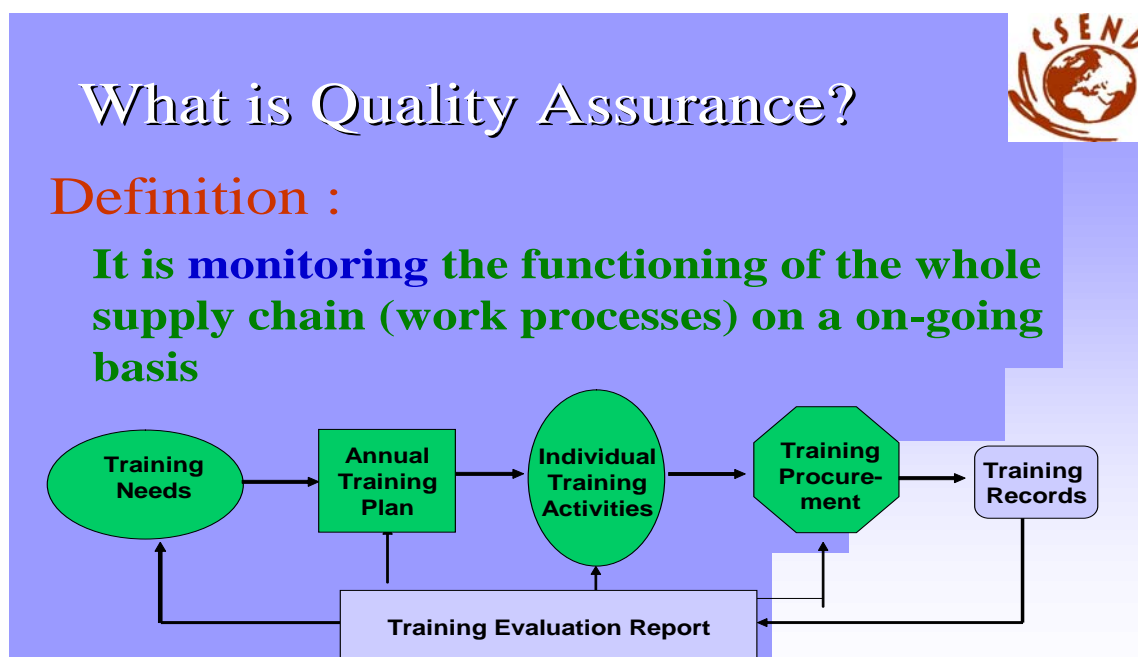 CSEND
What is Quality Assurance?
Definition :
It is monitoring the functioning of the whole
supply chain (work processes) on a on-going
basis
Training
Needs
Annual
Training
Plan
Individual
Training
Activities
Training
Procure-
ment
Training
Records
Training Evaluation Report